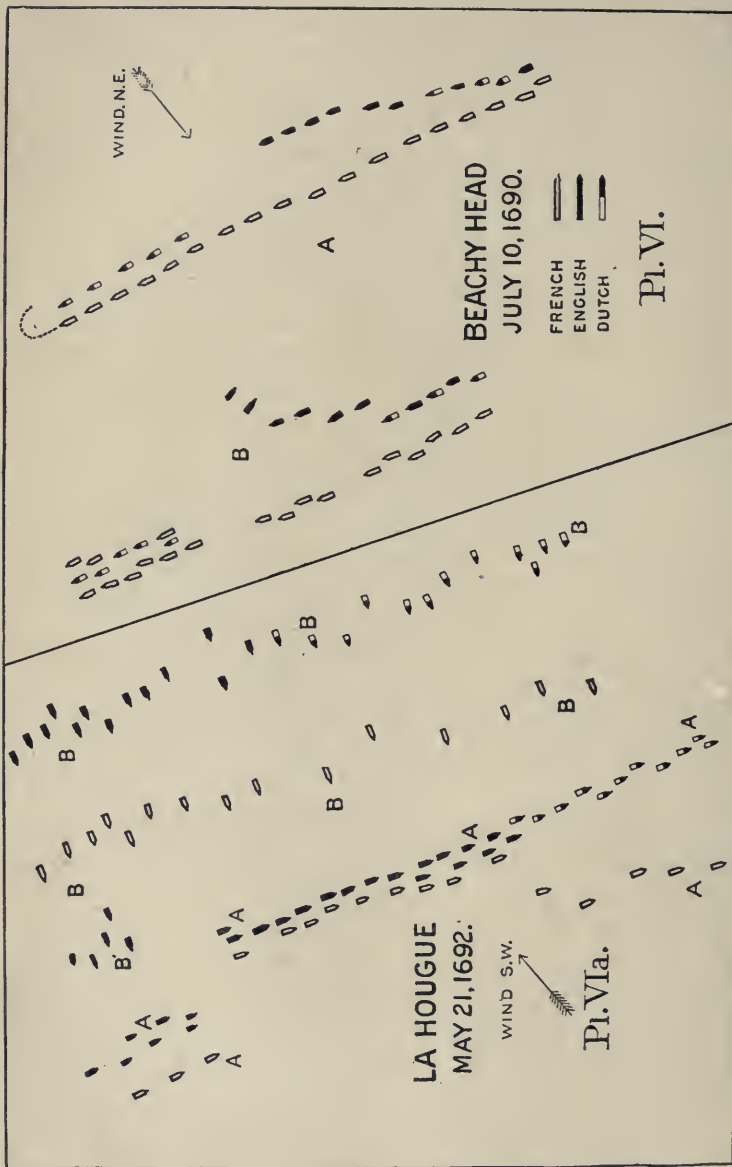 WIND. N.E.
A
B
BEACHY HEAD
JULY 10,1690.
FRENCH
ENGLISH
DUTCH
Pl. VI.
B
B
B
B
B
B
B
A
A
A
A
A
A
LA HOUGUE
MAY 21,1692.
WIND S.W.
Pl. VIa.